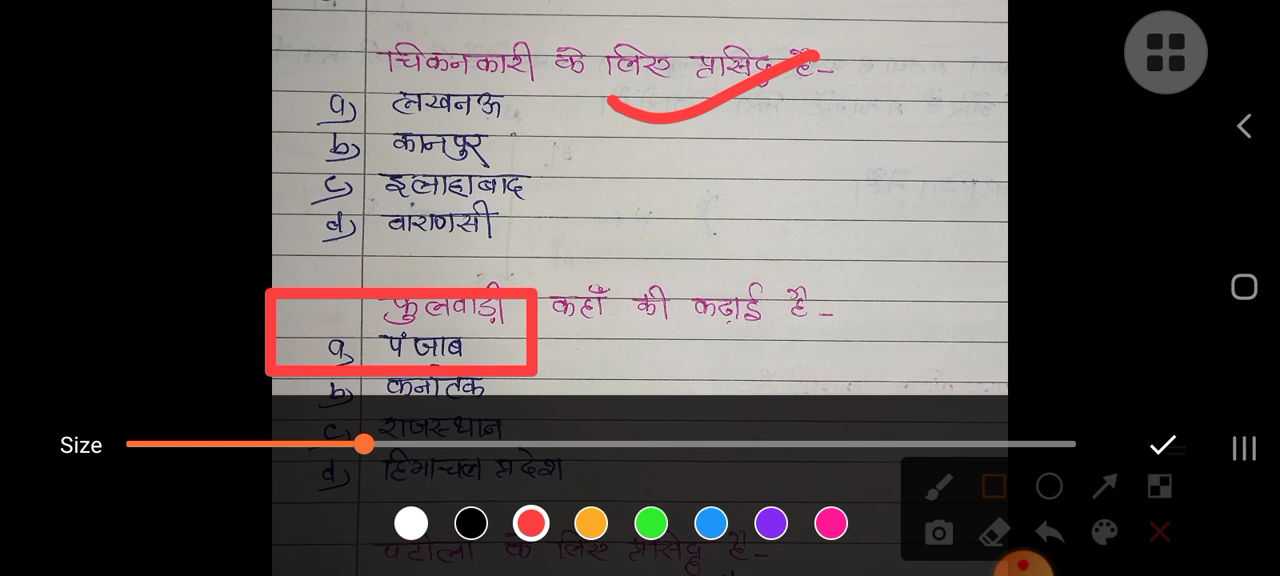 चिकनकारी के लिए प्रसिद्ध है-
a) लखनऊ
b) कानपुर
c) इलाहाबाद
d) वाराणसी
फुलवाड़ी कहाँ की कढ़ाई है -
a) पंजाब
b) कर्नाटक
c) राजस्थान
Size
d) हिमाचल प्रदेश
पटोला के लिए प्रसिद्ध है-